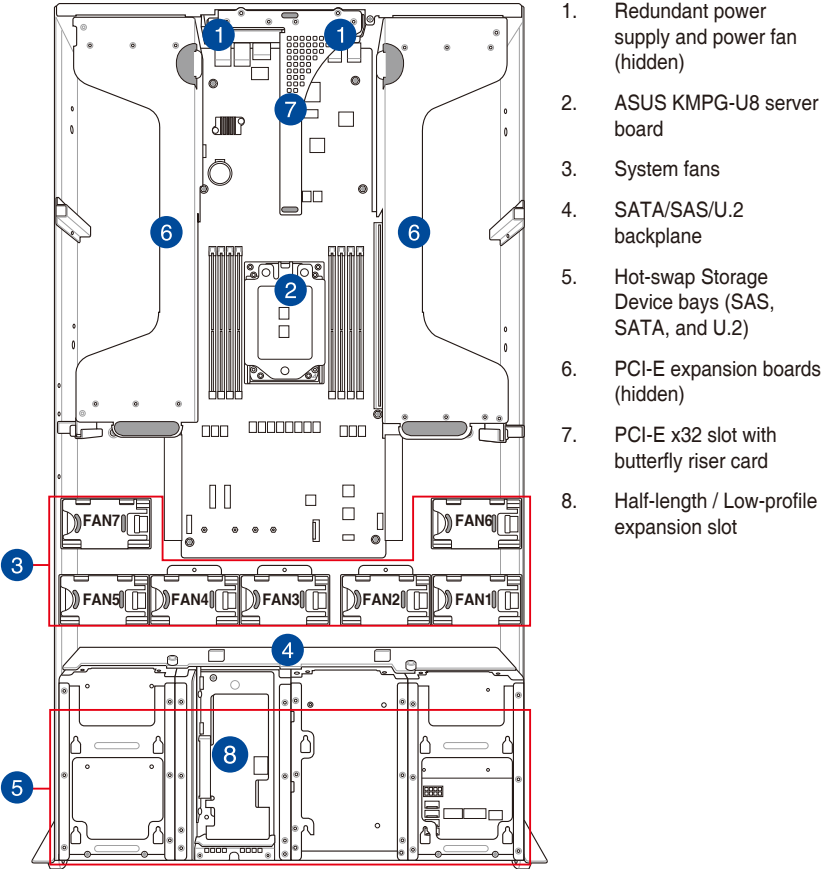 1 1
7
6 6
2
FAN7 FAN6
3
FAN5 FAN4 FAN3 FAN2 FAN1
4
8
5
1. Redundant power
supply and power fan
(hidden)
2. ASUS KMPG-U8 server
board
3. System fans
4. SATA/SAS/U.2
backplane
5. Hot-swap Storage
Device bays (SAS,
SATA, and U.2)
6. PCI-E expansion boards
(hidden)
7. PCI-E x32 slot with
butterfly riser card
8. Half-length / Low-profile
expansion slot